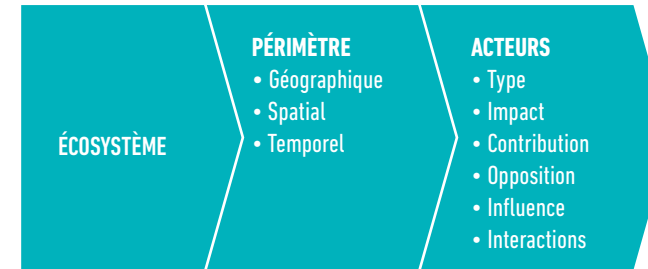 ÉCOSYSTÈME
PÉRIMÈTRE
• Géographique
• Spatial
• Temporel
ACTEURS
• Type
• Impact
• Contribution
• Opposition
• Influence
• Interactions